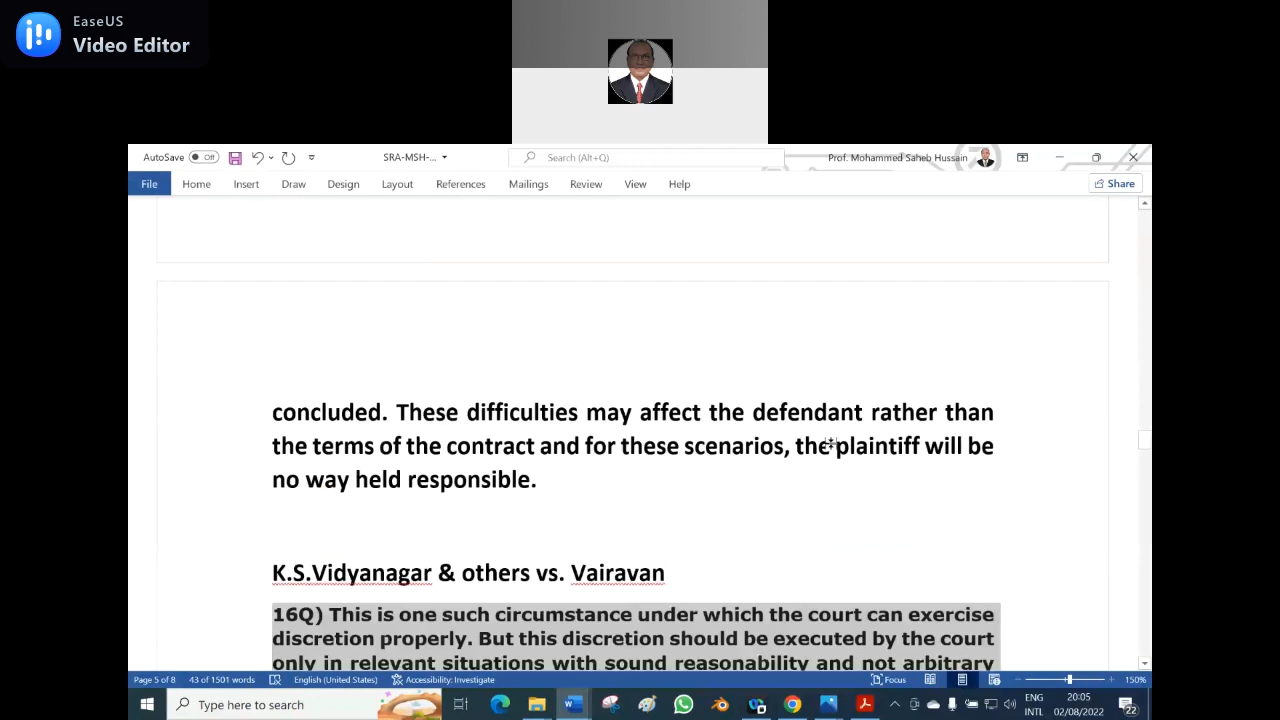 EaseUS
Video Editor
AutoSave Off SRA-MSH-... Search (Alt+Q) Prof. Mohammed Saheb Hussain
File Home Insert Draw Design Layout References Mailings Review View Help Share
concluded. These difficulties may affect the defendant rather than
the terms of the contract and for these scenarios, the plaintiff will be
no way held responsible.
K.S.Vidyanagar & others vs. Vairavan
16Q) This is one such circumstance under which the court can exercise
discretion properly. But this discretion should be executed by the court
only in relevant situations with sound reasonability and not arbitrary
Page 5 of 8 43 of 1501 words English (United States) Accessibility: Investigate Focus 150%
Type here to search ENG 20:05
INTL 02/08/2022 22